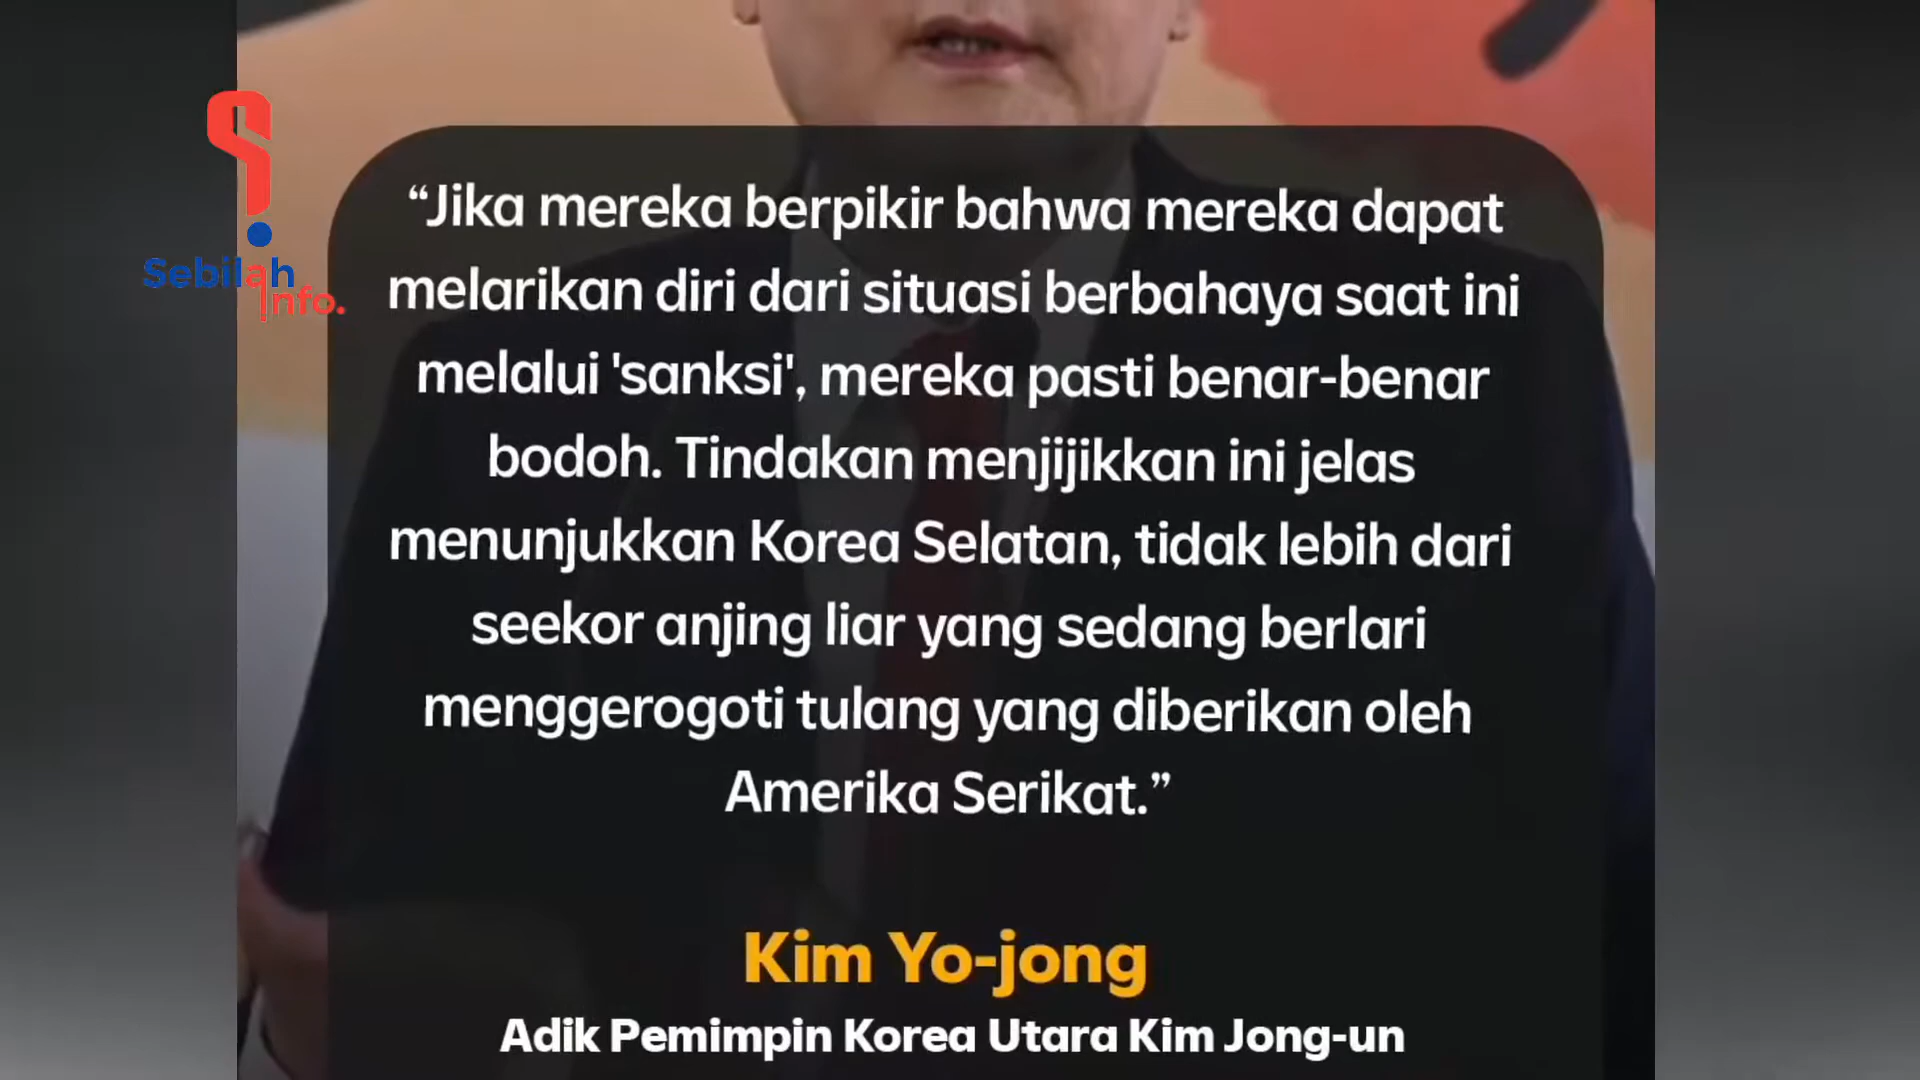 Sebilah
Info.
“Jika mereka berpikir bahwa mereka dapat
melarikan diri dari situasi berbahaya saat ini
melalui 'sanksi', mereka pasti benar-benar
bodoh. Tindakan menjijikkan ini jelas
menunjukkan Korea Selatan, tidak lebih dari
seekor anjing liar yang sedang berlari
menggerogoti tulang yang diberikan oleh
Amerika Serikat.”
Kim Yo-jong
Adik Pemimpin Korea Utara Kim Jong-un